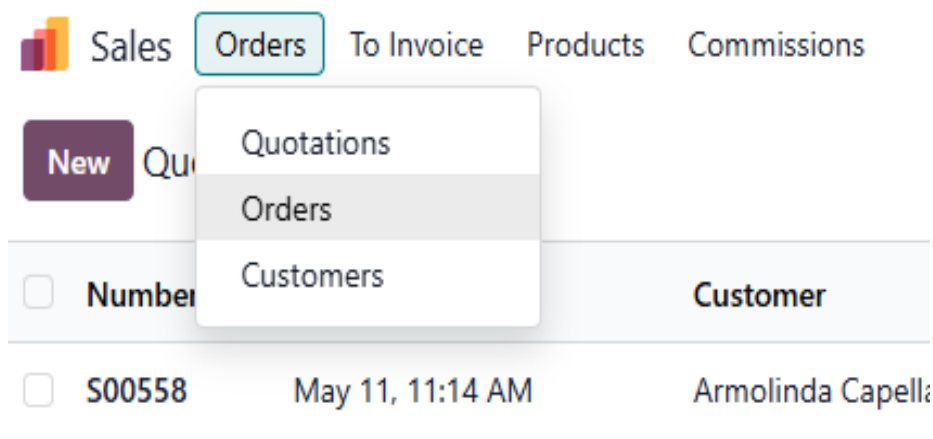 Sales Orders To Invoice Products Commissions
Quotations
New
Orders
Customers
Number Customer
S00558 May 11, 11:14 AM Armolinda